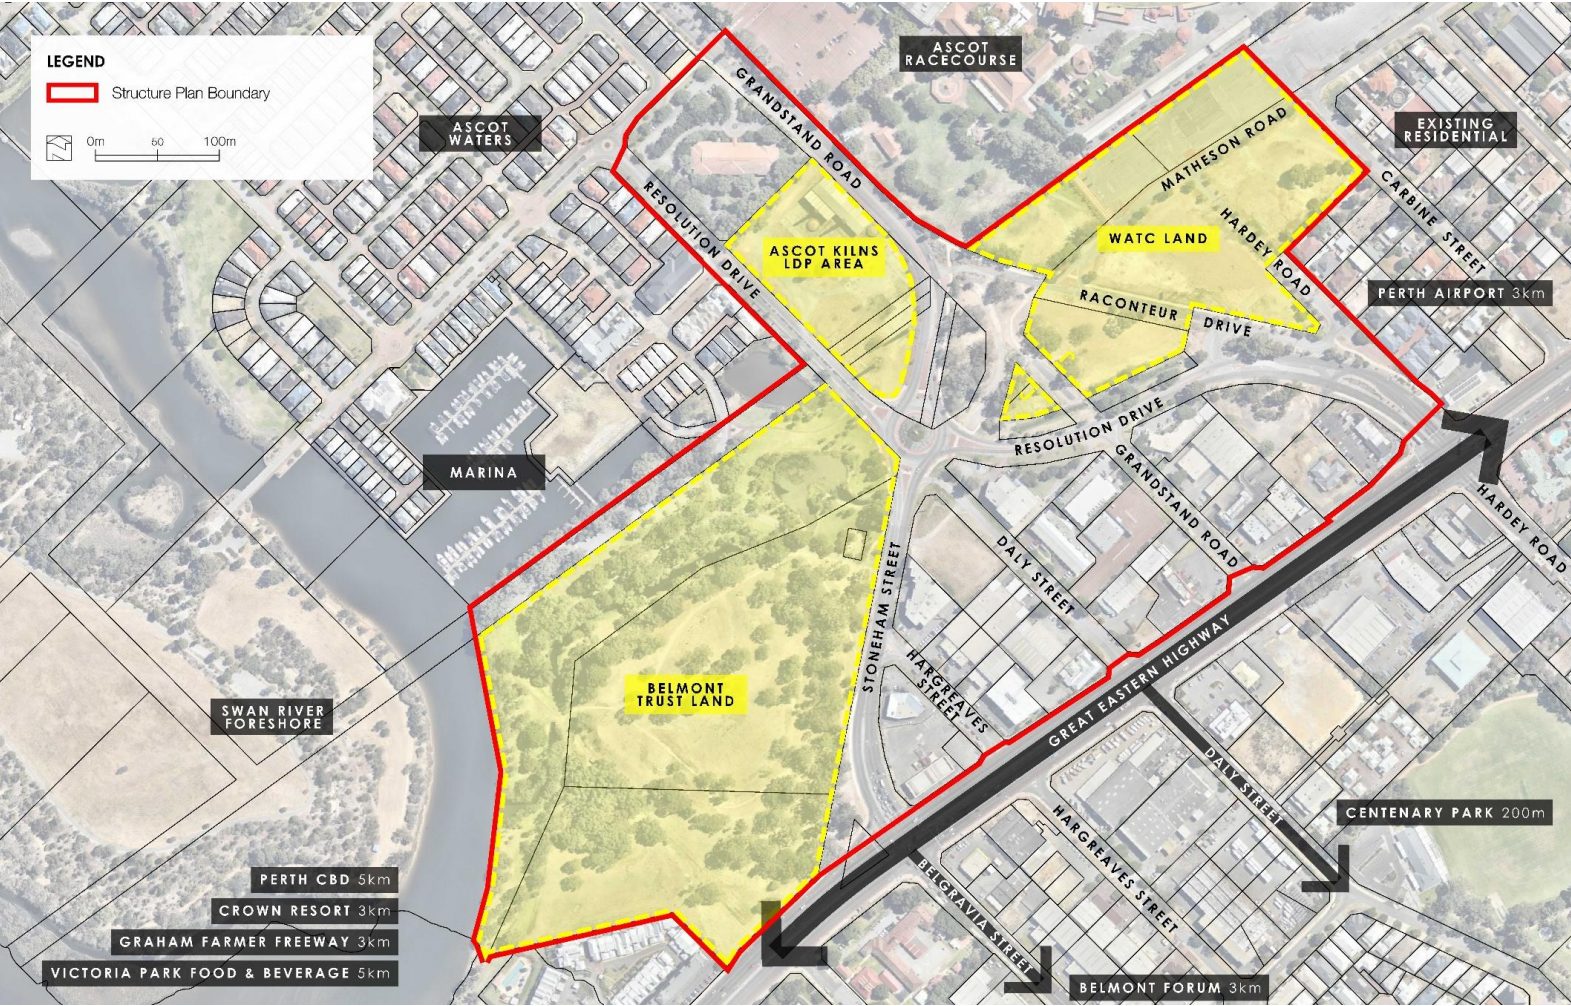 LEGEND
Structure Plan Boundary
0m 50 100m
ASCOT
WATERS
ASCOT
RACECOURSE
EXISTING
RESIDENTIAL
GRANDSTAND ROAD
MATHESON ROAD
RESOLUTION DRIVE
CARBINE STREET
HARDEY ROAD
WATC LAND
ASCOT KILNS
LDP AREA
PERTH AIRPORT 3km
RACONTEUR DRIVE
RESOLUTION DRIVE
GRANDSTAND ROAD
MARINA
HARDEY ROAD
DALY STREET
STONEHAM STREET
HARGREAVES
STREET
GREAT EASTERN HIGHWAY
BELMONT
TRUST LAND
SWAN RIVER
FORESHORE
DALY STREET
CENTENARY PARK 200m
HARGREAVES STREET
BELGRAVIA STREET
PERTH CBD 5km
CROWN RESORT 3km
GRAHAM FARMER FREEWAY 3km
VICTORIA PARK FOOD & BEVERAGE 5km
BELMONT FORUM 3km